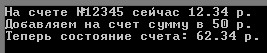 На счете №12345 сейчас 12.34 р.
Добавляем на счет сумму в 50 р.
Теперь состояние счета: 62.34 р.